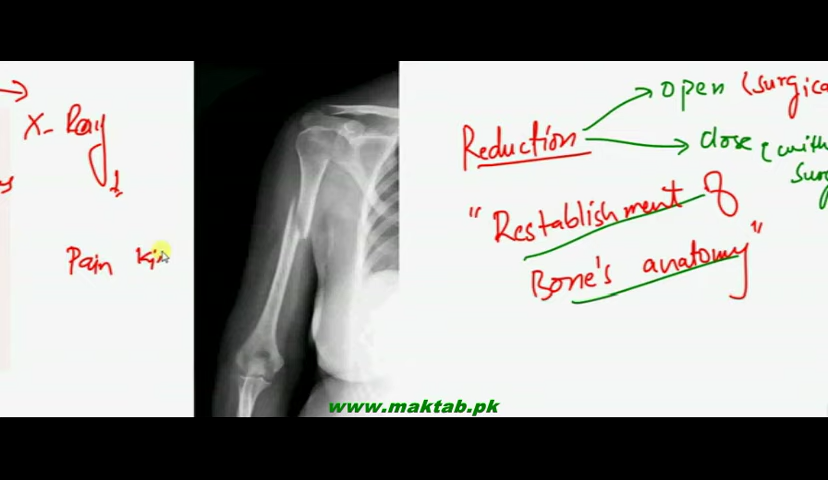 X-Ray
Pain
Reduction
open (surgica
close (with
surg
"Restablishment of
Bone's anatomy"
www.maktab.pk